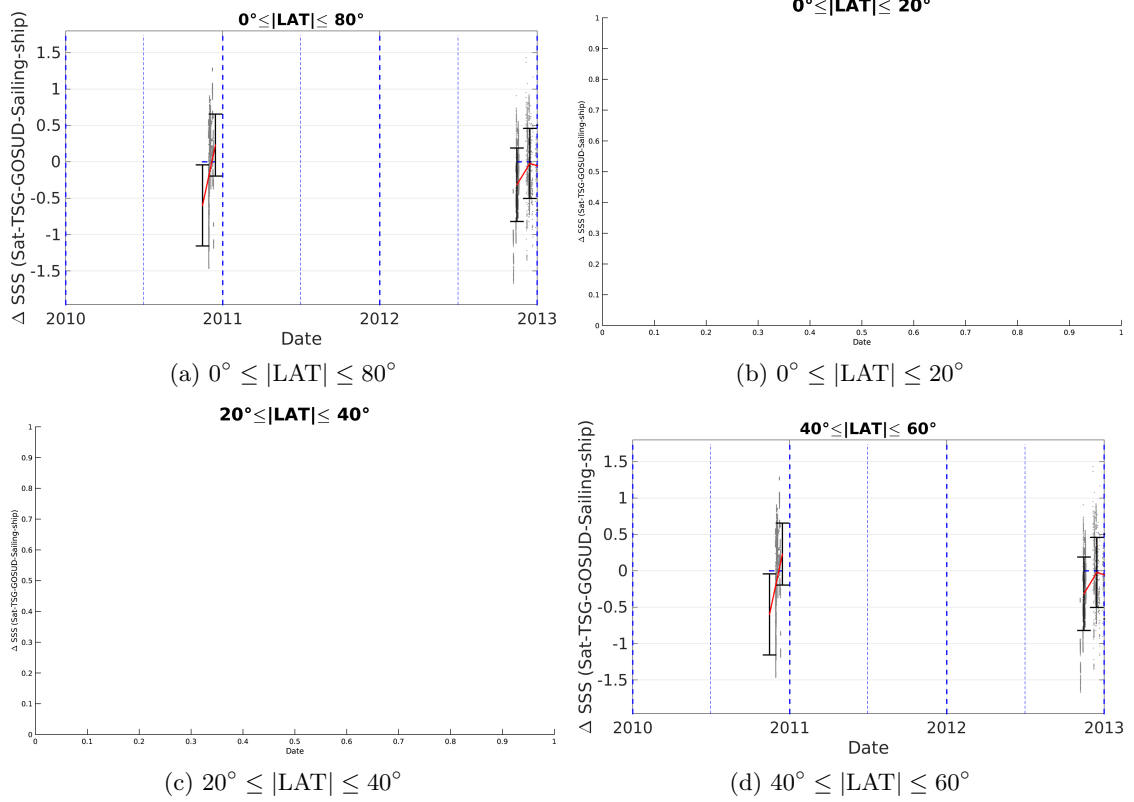 0°≤|LAT|≤ 80°
Δ SSS (Sat-TSG-GOSUD-Sailing-ship)
1.5
1
0.5
0
-0.5
-1
-1.5
2010 2011 2012 2013
Date
(a) 0° ≤ |LAT| ≤ 80°
0°≤|LAT|≤ 20°
Δ SSS (Sat-TSG-GOSUD-Sailing-ship)
1
0.9
0.8
0.7
0.6
0.5
0.4
0.3
0.2
0.1
0
0 0.1 0.2 0.3 0.4 0.5 0.6 0.7 0.8 0.9 1
Date
(b) 0° ≤ |LAT| ≤ 20°
20°≤|LAT|≤ 40°
Δ SSS (Sat-TSG-GOSUD-Sailing-ship)
1
0.9
0.8
0.7
0.6
0.5
0.4
0.3
0.2
0.1
0
0 0.1 0.2 0.3 0.4 0.5 0.6 0.7 0.8 0.9 1
Date
(c) 20° ≤ |LAT| ≤ 40°
40°≤|LAT|≤ 60°
Δ SSS (Sat-TSG-GOSUD-Sailing-ship)
1.5
1
0.5
0
-0.5
-1
-1.5
2010 2011 2012 2013
Date
(d) 40° ≤ |LAT| ≤ 60°